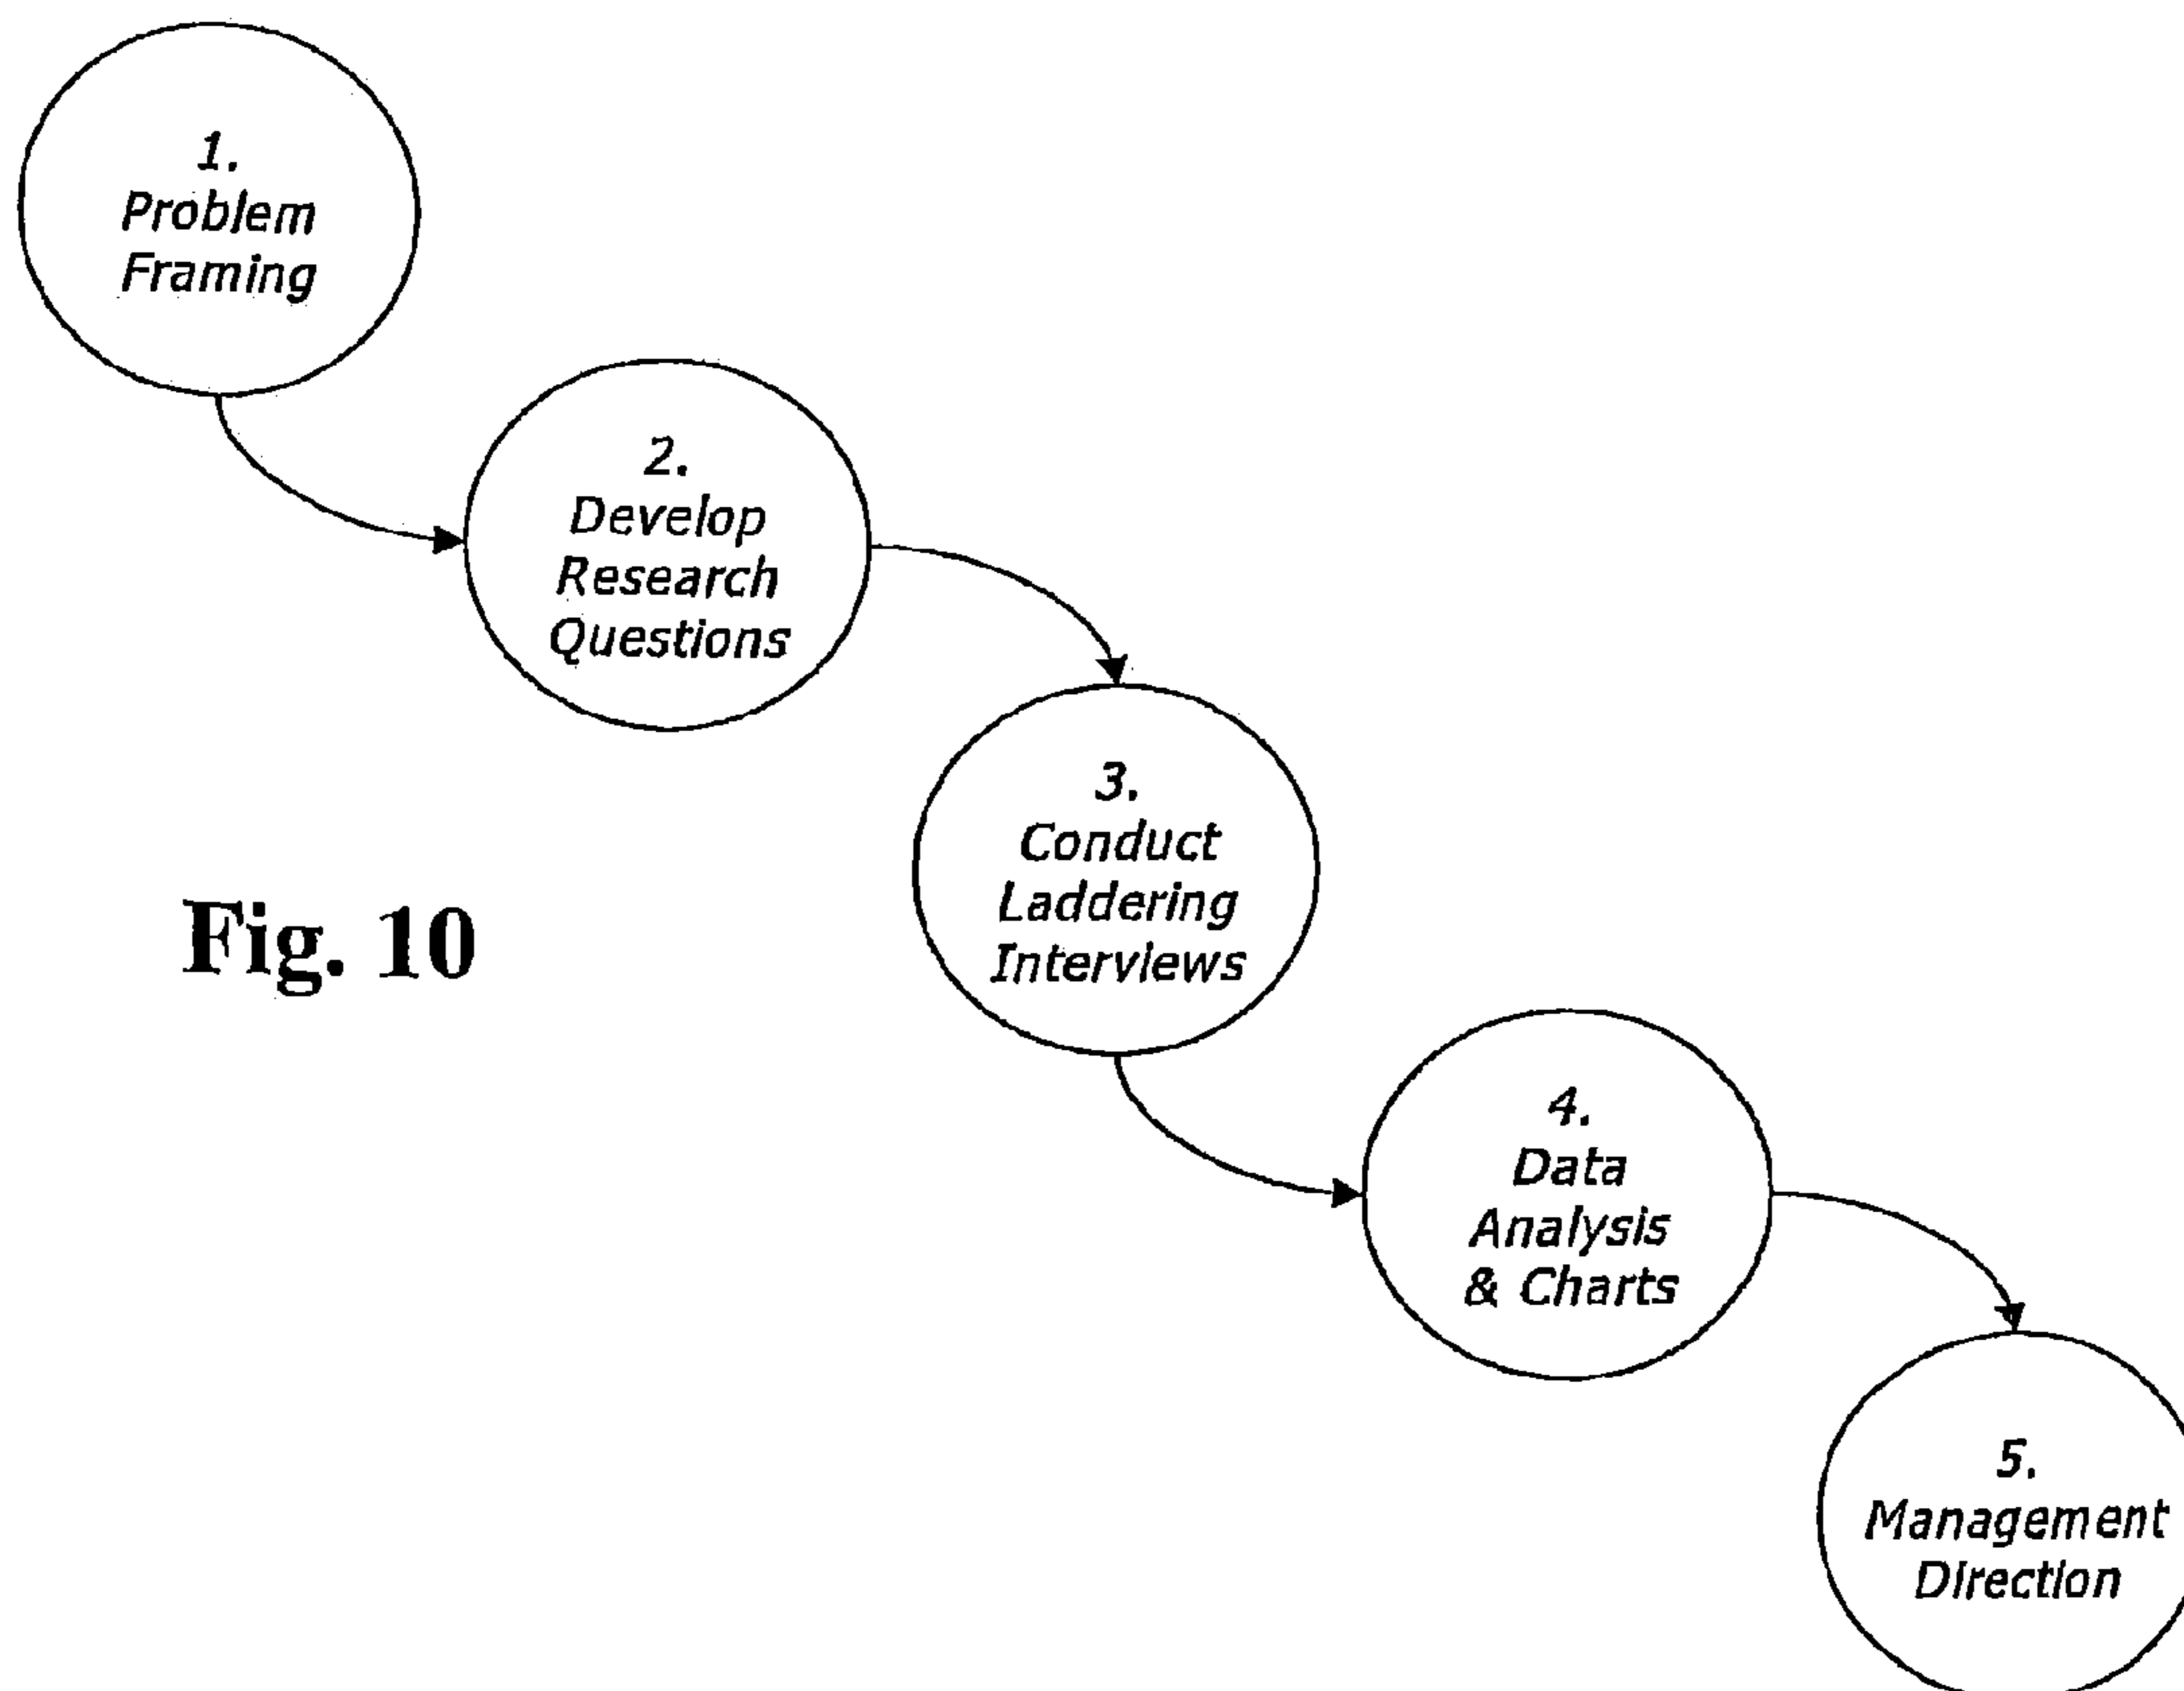 1.
Problem
Framing
2.
Develop
Research
Questions
3.
Conduct
Laddering
Interviews
Fig. 10
4.
Data
Analysis
& Charts
5.
Management
Direction